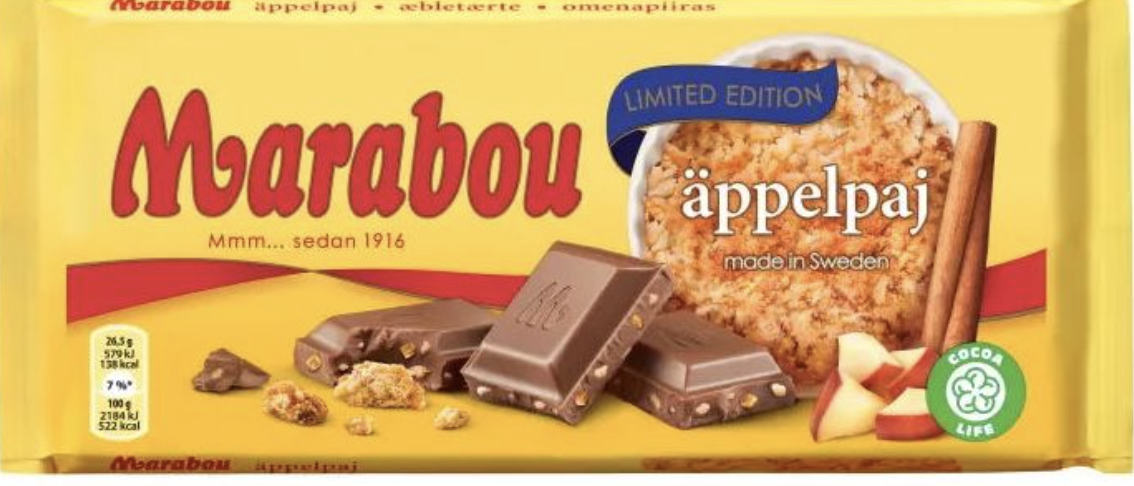 Marabou äppelpaj • æbletærte • omenapiiras
Marabou
Mmm... sedan 1916
LIMITED EDITION
äppelpaj
made in Sweden
26,5 g
579 kJ
138 kcal
7 %*
100 g
2184 kJ
522 kcal
COCOA
LIFE
Marabou äppelpaj